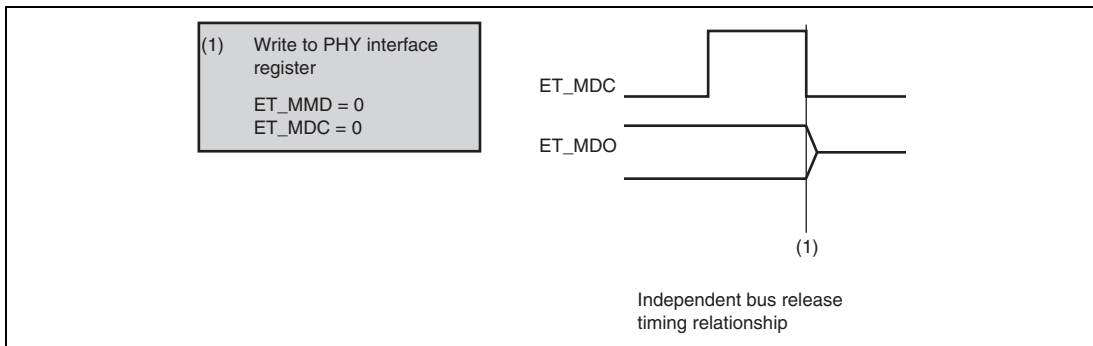 (1) Write to PHY interface
register
ET_MMD = 0
ET_MDC = 0
ET_MDC
ET_MDO
(1)
Independent bus release
timing relationship